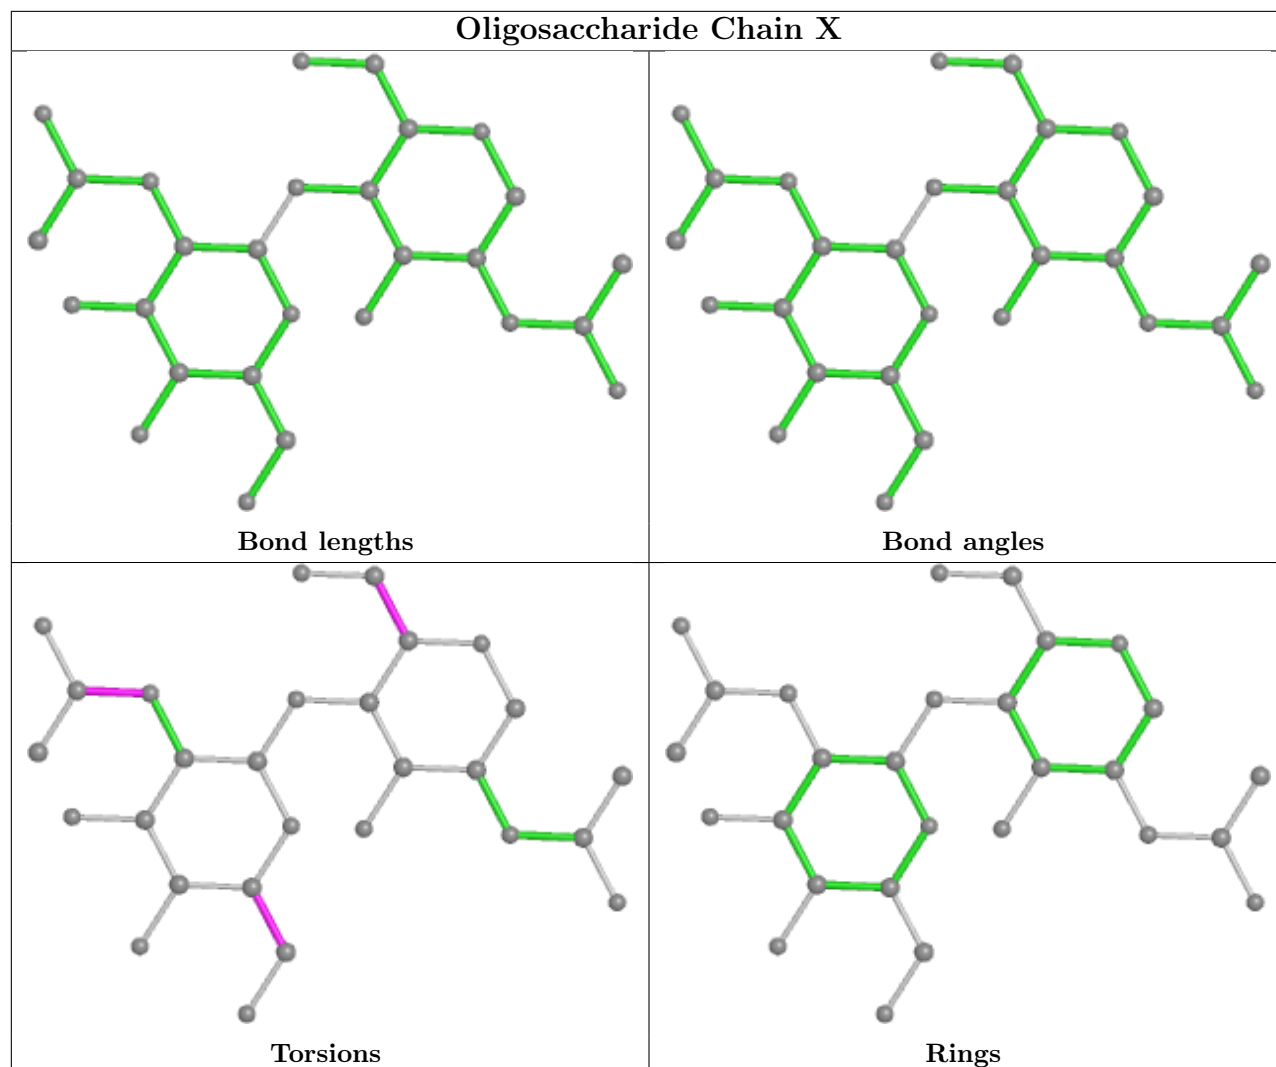 Oligosaccharide Chain X
Bond lengths
Bond angles
Torsions
Rings